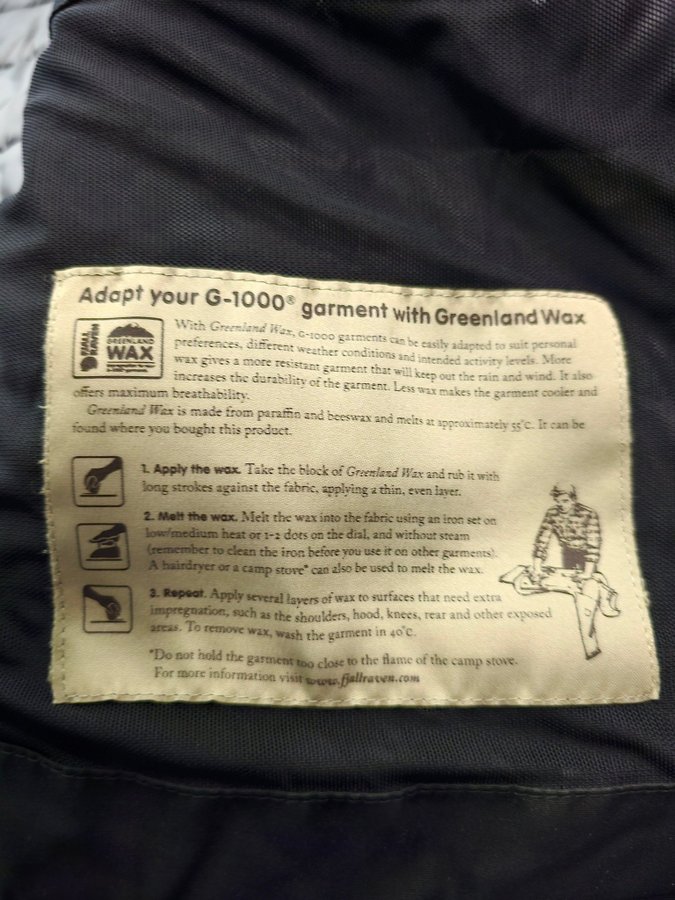 Adapt your G-1000® garment with Greenland Wax
FJÄLL
RÄVEN
GREENLAND
WAX
With Greenland Wax, G-1000 garments can be easily adapted to suit personal
preferences, different weather conditions and intended activity levels. More
wax gives a more resistant garment that will keep out the rain and wind. It also
increases the durability of the garment. Less wax makes the garment cooler and
offers maximum breathability.
Greenland Wax is made from paraffin and beeswax and melts at approximately 55°C. It can be
found where you bought this product.
1. Apply the wax. Take the block of Greenland Wax and rub it with
long strokes against the fabric, applying a thin, even layer.
2. Melt the wax. Melt the wax into the fabric using an iron set on
low/medium heat or 1-2 dots on the dial, and without steam
(remember to clean the iron before you use it on other garments).
A hairdryer or a camp stove* can also be used to melt the wax.
3. Repeat. Apply several layers of wax to surfaces that need extra
impregnation, such as the shoulders, hood, knees, rear and other exposed
areas. To remove wax, wash the garment in 40°C.
*Do not hold the garment too close to the flame of the camp stove.
For more information visit www.fjallraven.com